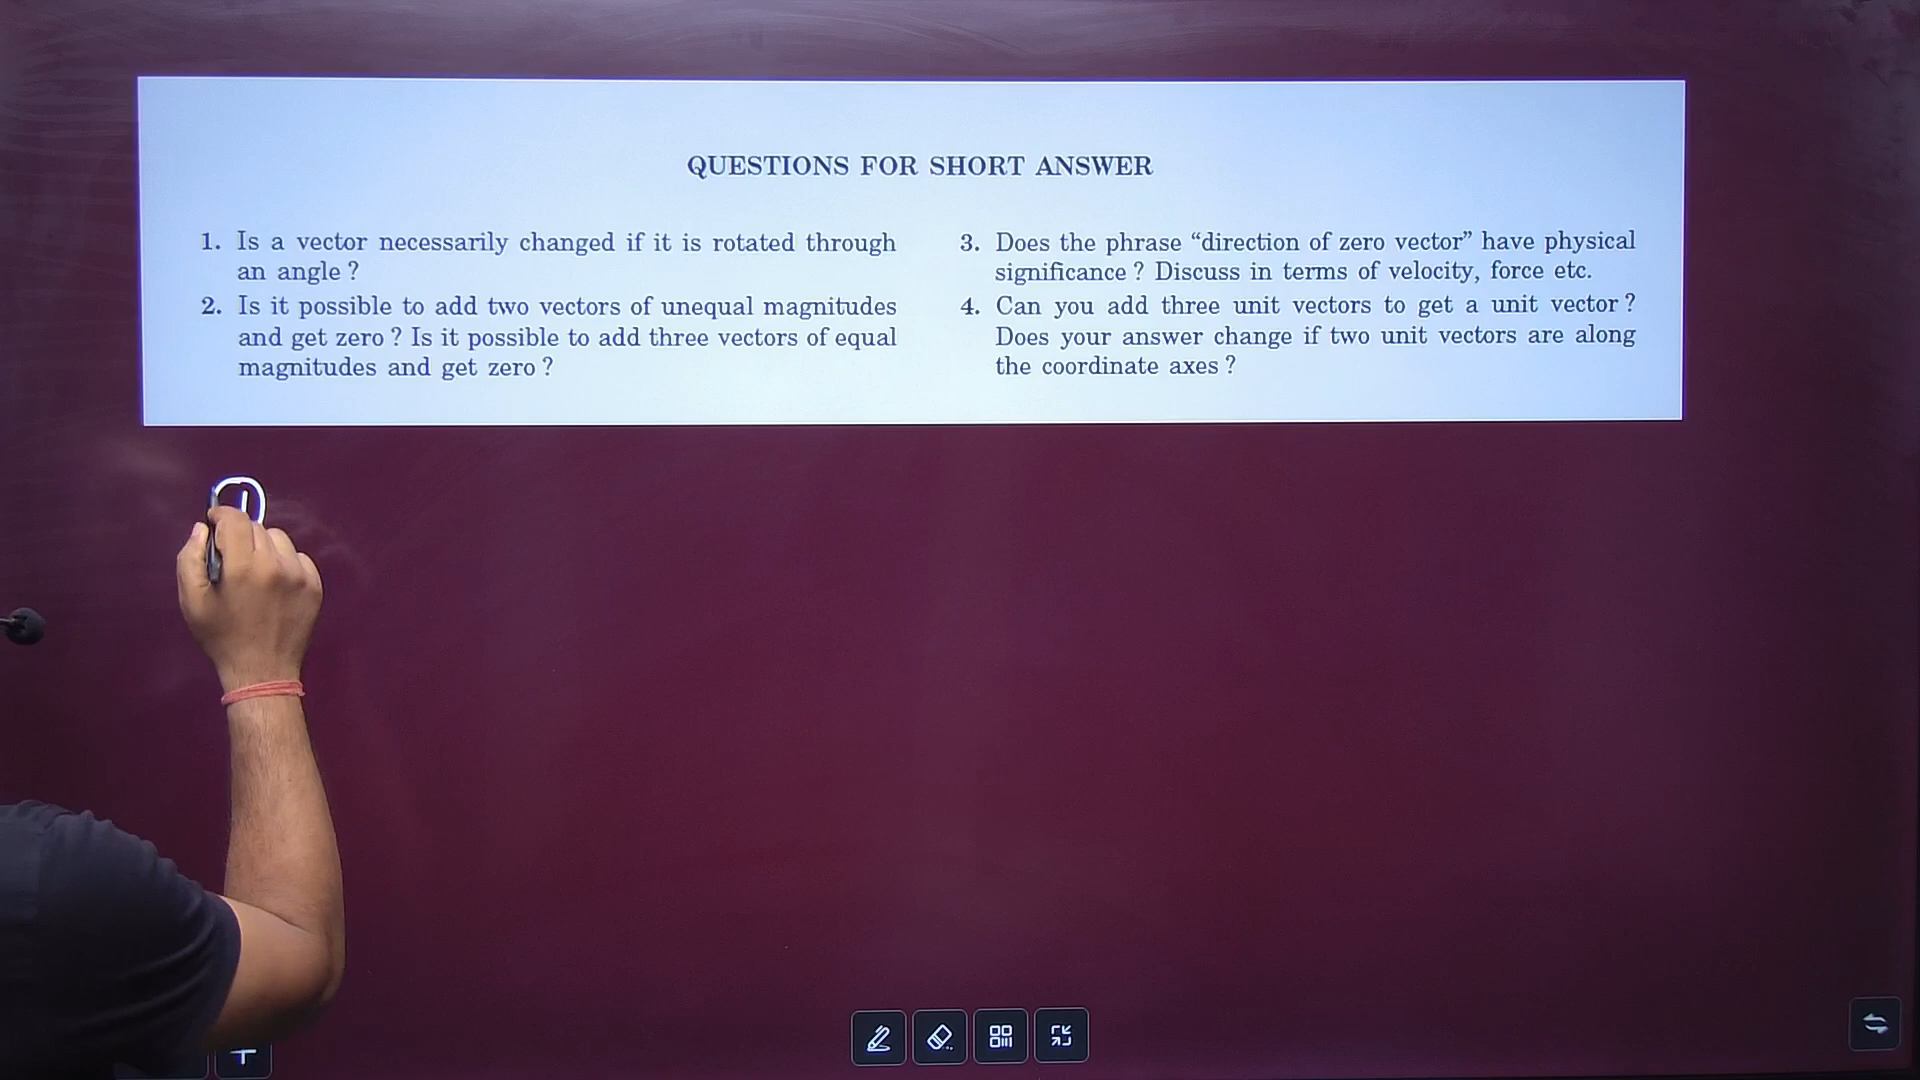 QUESTIONS FOR SHORT ANSWER
1. Is a vector necessarily changed if it is rotated through
an angle ?
2. Is it possible to add two vectors of unequal magnitudes
and get zero ? Is it possible to add three vectors of equal
magnitudes and get zero ?
3. Does the phrase “direction of zero vector” have physical
significance ? Discuss in terms of velocity, force etc.
4. Can you add three unit vectors to get a unit vector ?
Does your answer change if two unit vectors are along
the coordinate axes ?
1